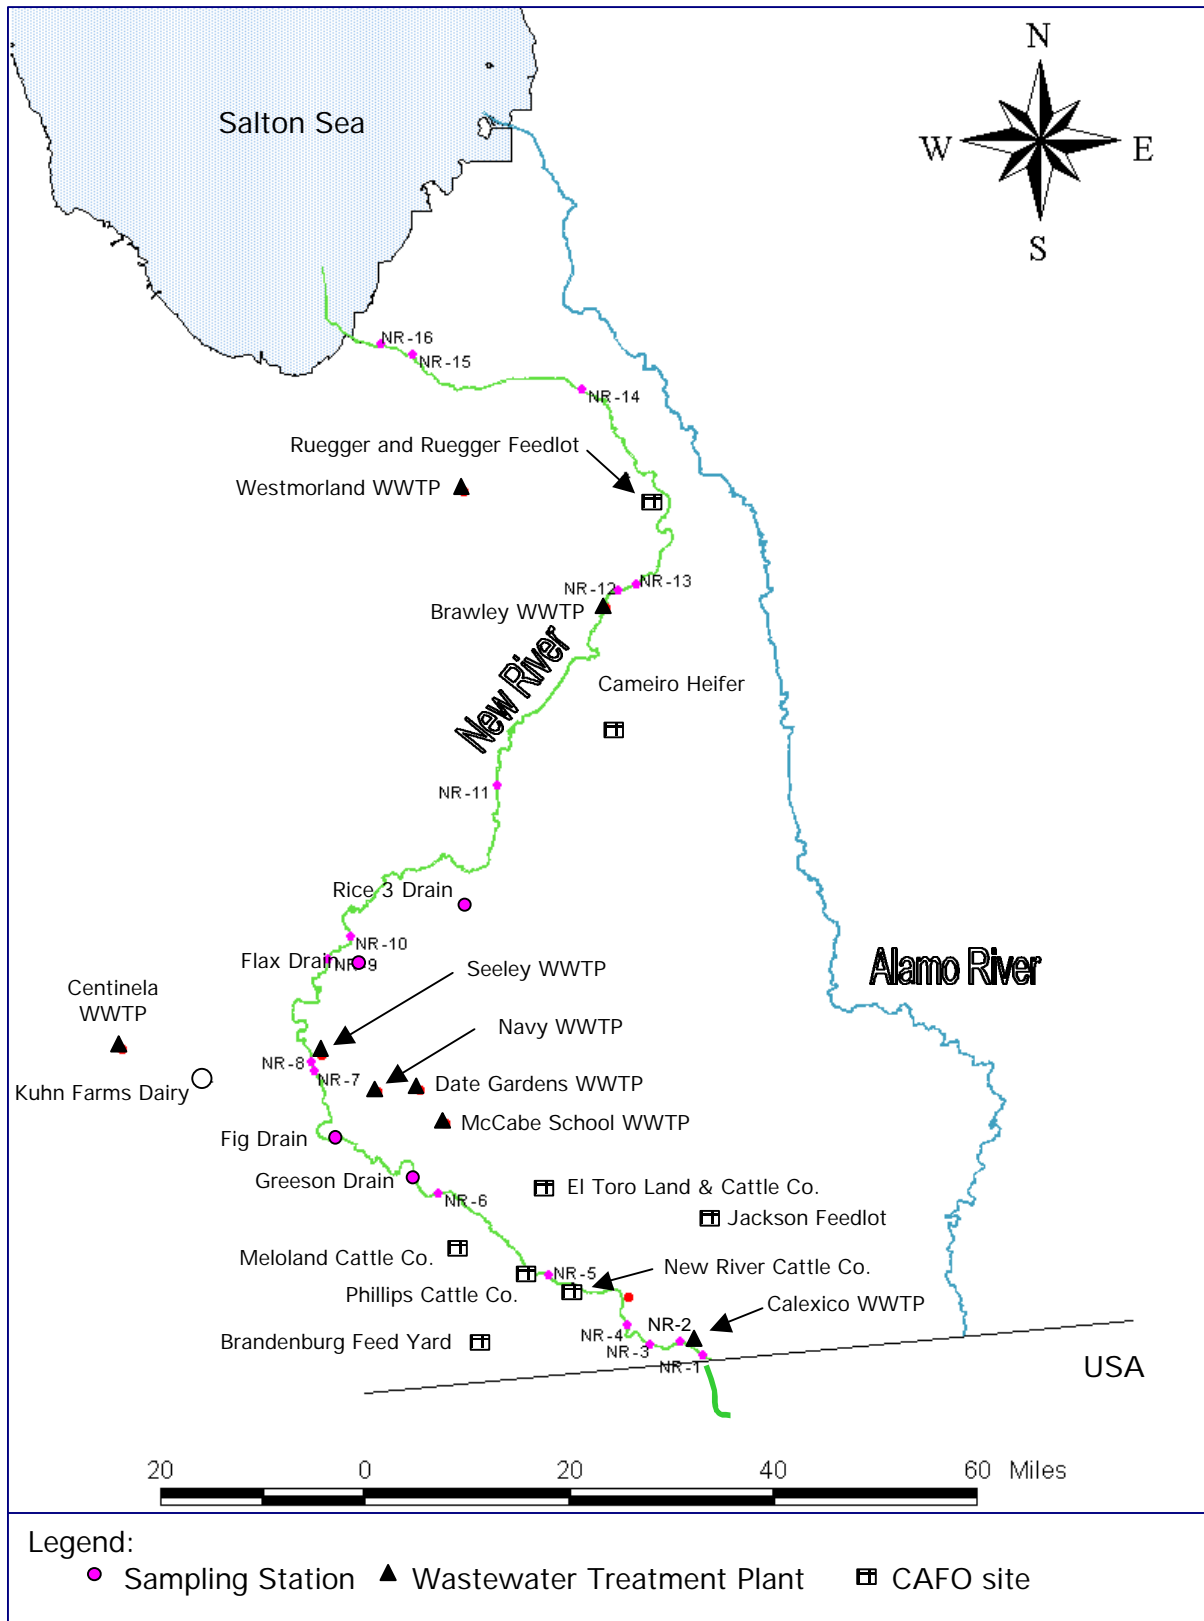 N
Salton Sea
W
E
S
NR-16
NR-15
NR-14
Ruegger and Ruegger Feedlot
Westmorland WWTP
NR-12
NR-13
Brawley WWTP
New River
Cameiro Heifer
NR-11
Rice 3 Drain
NR-10
Flax Drain
NR-9
Alamo River
Seeley WWTP
Centinela
WWTP
Navy WWTP
NR-8
NR-7
Kuhn Farms Dairy
Date Gardens WWTP
McCabe School WWTP
Fig Drain
Greeson Drain
NR-6
El Toro Land & Cattle Co.
Jackson Feedlot
Meloland Cattle Co.
NR-5
New River Cattle Co.
Phillips Cattle Co.
Calexico WWTP
NR-4
NR-2
Brandenburg Feed Yard
NR-3
NR-1
USA
20 0 20 40 60 Miles
Legend:
Sampling Station
Wastewater Treatment Plant
CAFO site